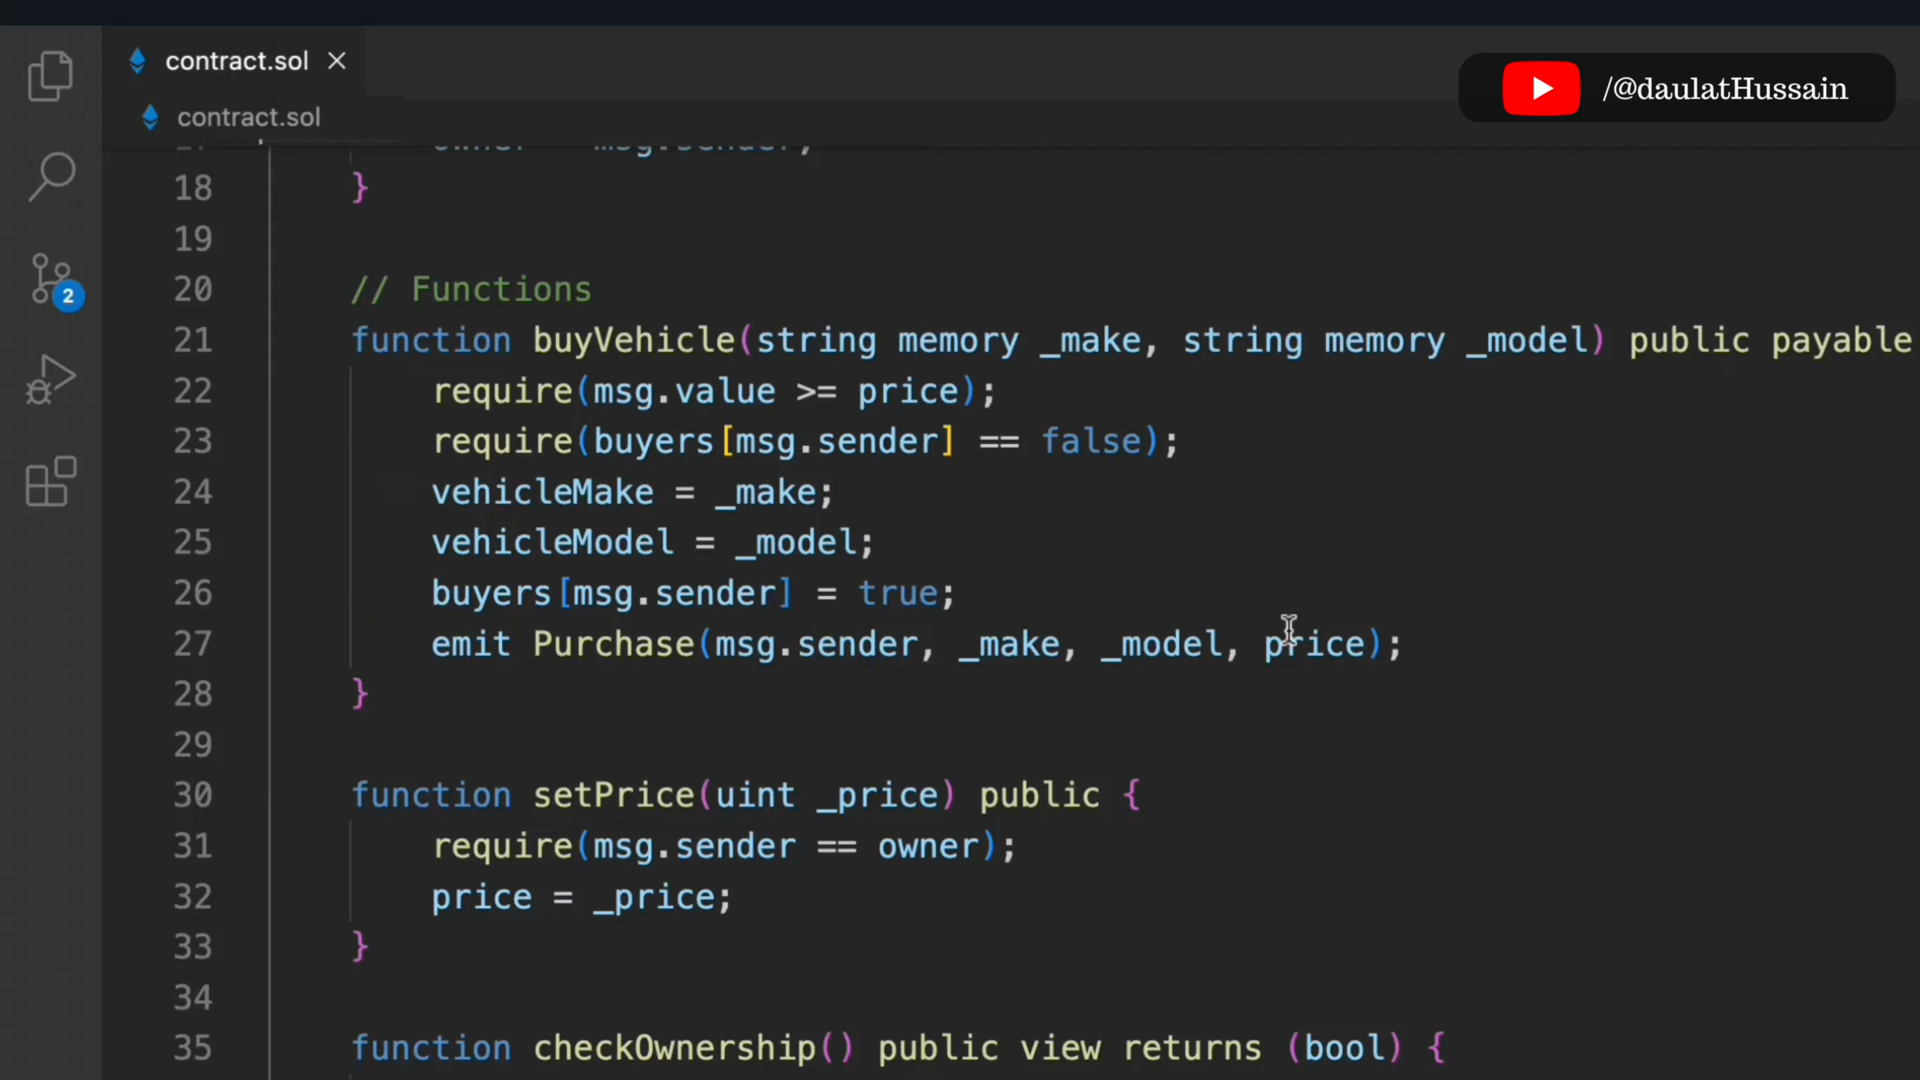 contract.sol
/@daulatHussain
contract.sol
18 }
19
20 // Functions
21 function buyVehicle(string memory _make, string memory _model) public payable
22 require(msg.value >= price);
23 require(buyers[msg.sender] == false);
24 vehicleMake = _make;
25 vehicleModel = _model;
2
26 buyers[msg.sender] = true;
27 emit Purchase(msg.sender, _make, _model, price);
28 }
29
30 function setPrice(uint _price) public {
31 require(msg.sender == owner);
32 price = _price;
33 }
34
35 function checkOwnership() public view returns (bool) {